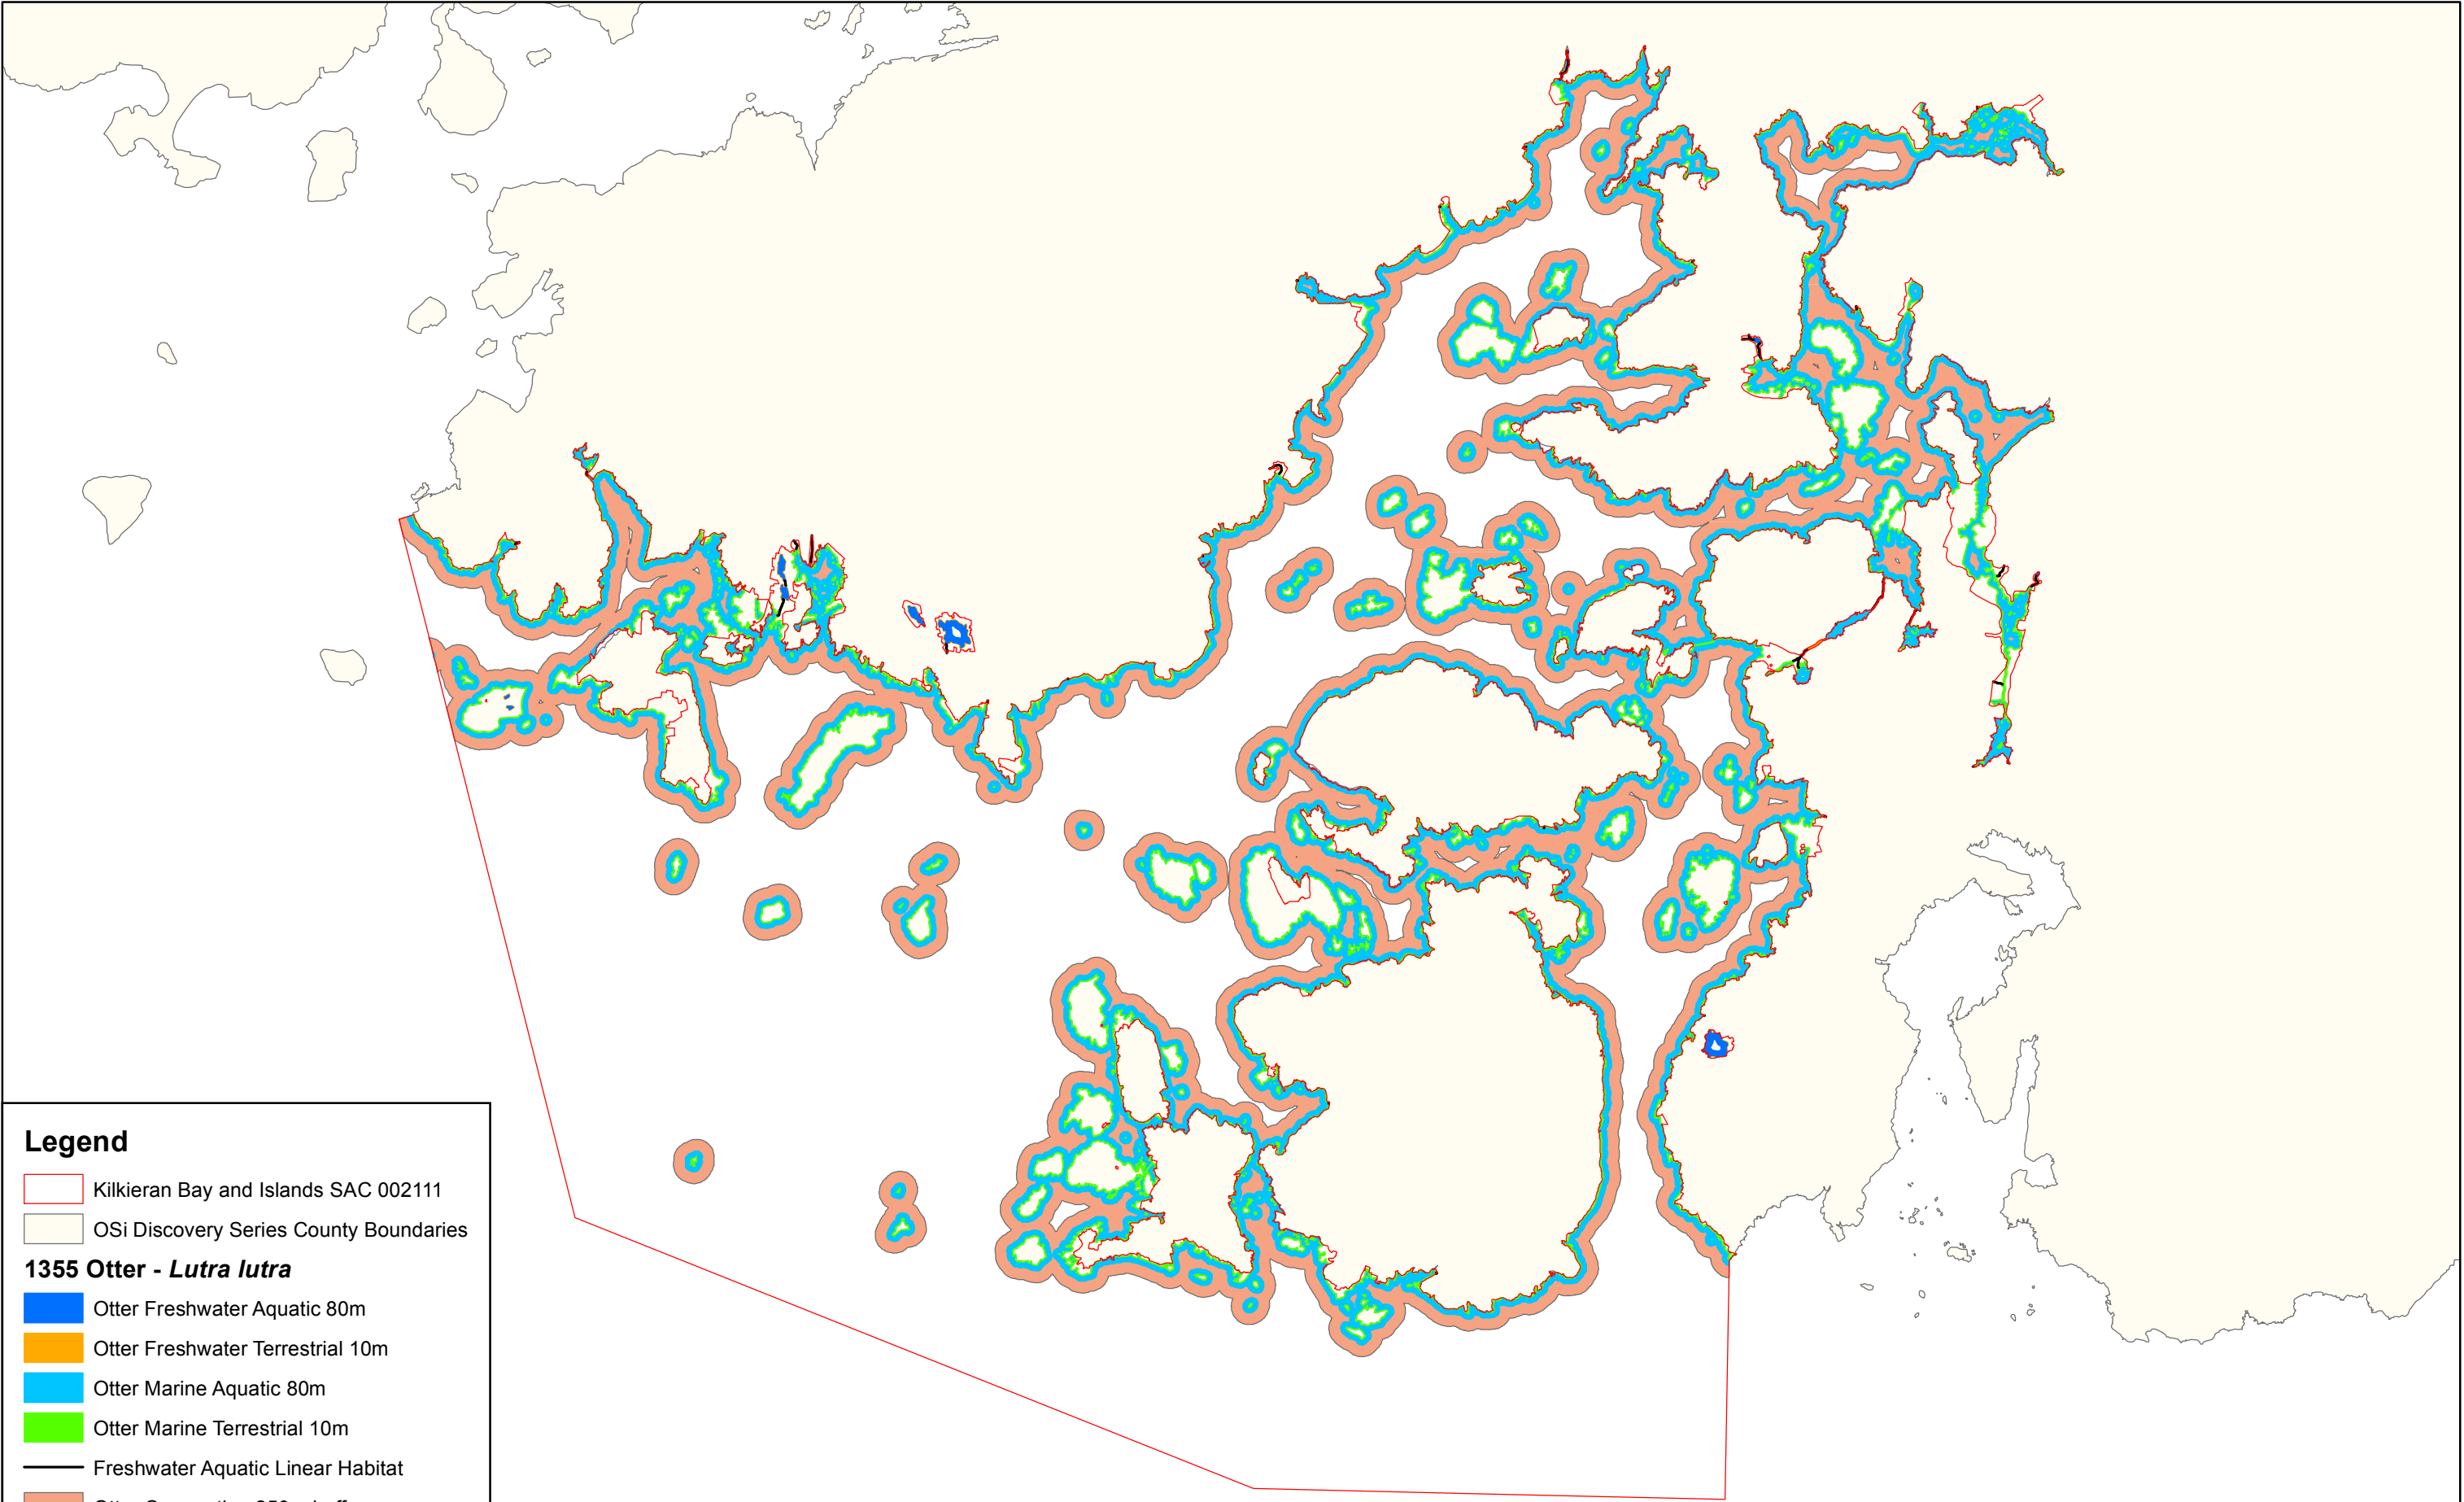 Legend
Kilkieran Bay and Islands SAC 002111
OSi Discovery Series County Boundaries
1355 Otter - Lutra lutra
Otter Freshwater Aquatic 80m
Otter Freshwater Terrestrial 10m
Otter Marine Aquatic 80m
Otter Marine Terrestrial 10m
Freshwater Aquatic Linear Habitat